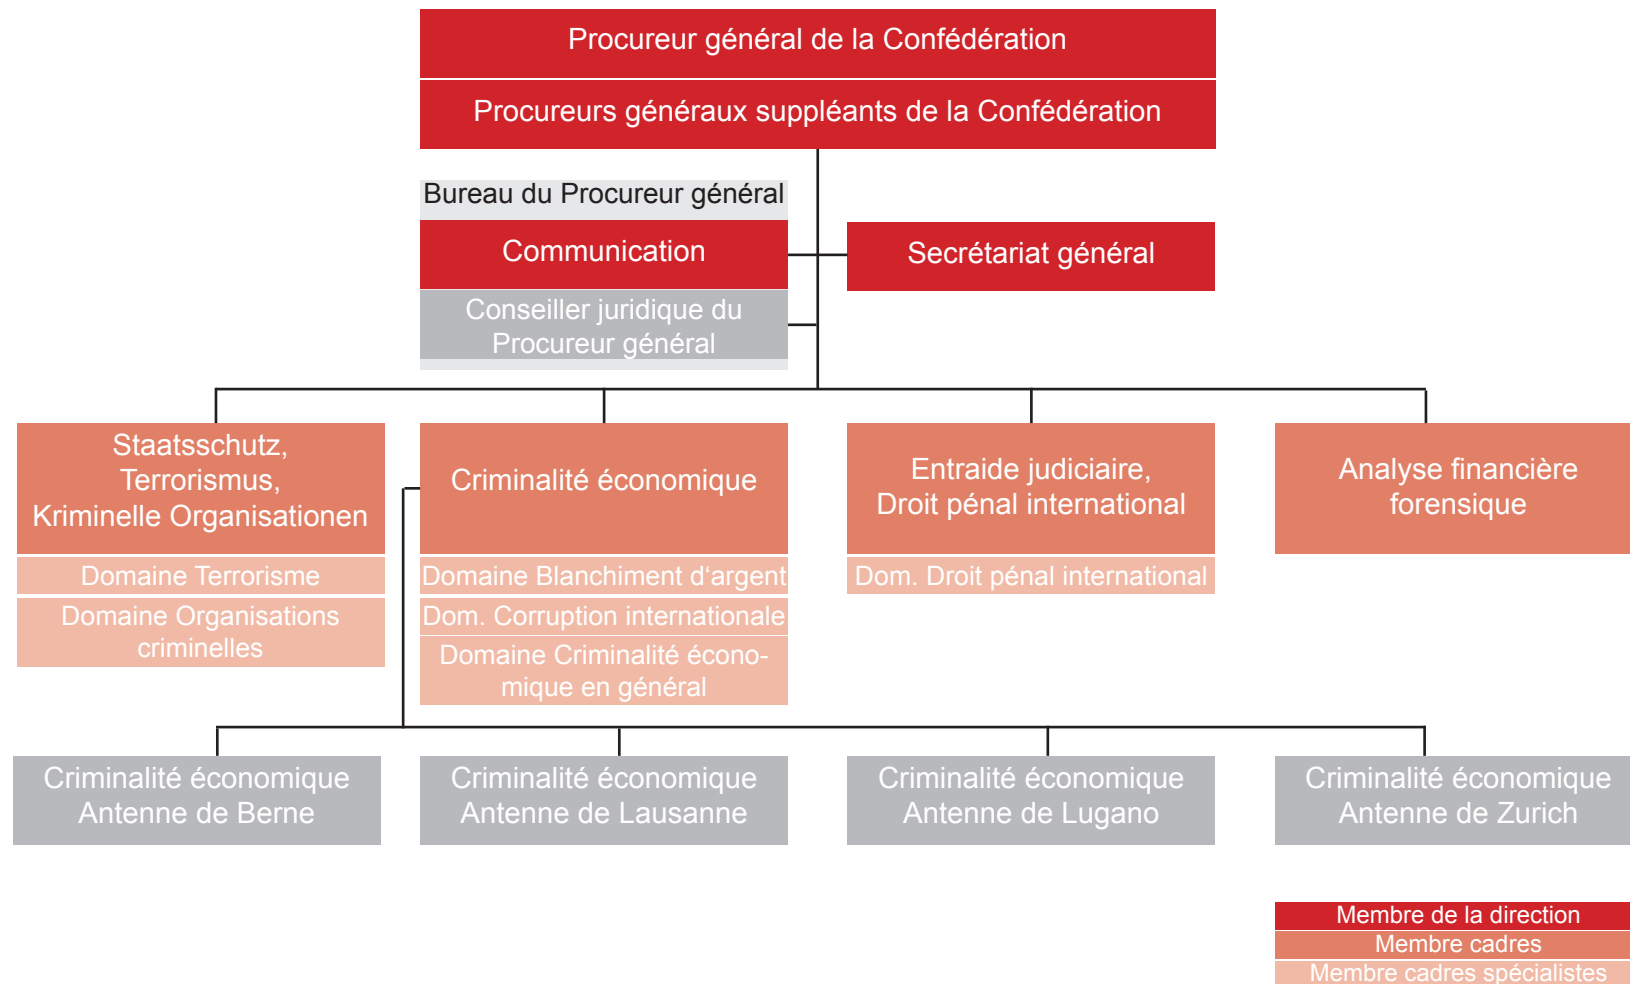 Procureur général de la Confédération
Procureurs généraux suppléants de la Confédération
Bureau du Procureur général
Communication
Secrétariat général
Conseiller juridique du
Procureur général
Staatsschutz,
Terrorismus,
Kriminelle Organisationen
Criminalité économique
Entraide judiciaire,
Droit pénal international
Analyse financière
forensique
Domaine Terrorisme
Domaine Organisations
criminelles
Domaine Blanchiment d‘argent
Dom. Corruption internationale
Domaine Criminalité écono-
mique en général
Dom. Droit pénal international
Criminalité économique
Antenne de Berne
Criminalité économique
Antenne de Lausanne
Criminalité économique
Antenne de Lugano
Criminalité économique
Antenne de Zurich
Membre de la direction
Membre cadres
Membre cadres spécialistes